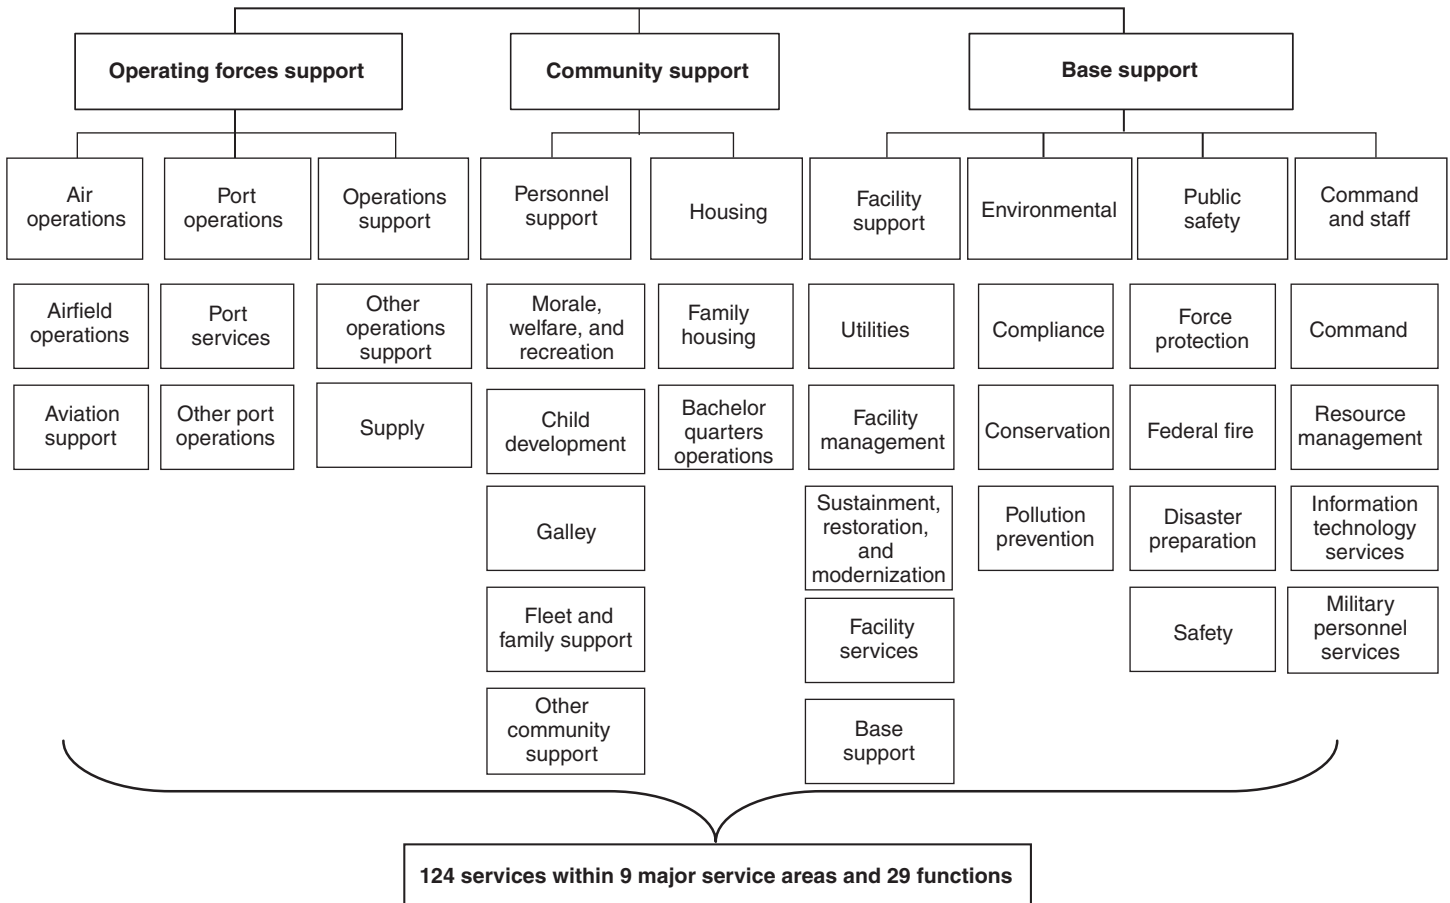 Operating forces support
Community support
Base support
Air
operations
Port
operations
Operations
support
Personnel
support
Housing
Facility
support
Environmental
Public
safety
Command
and staff
Airfield
operations
Port
services
Other
operations
support
Morale,
welfare, and
recreation
Family
housing
Utilities
Compliance
Force
protection
Command
Aviation
support
Other port
operations
Supply
Child
development
Bachelor
quarters
operations
Facility
management
Conservation
Federal fire
Resource
management
Galley
Sustainment,
restoration,
and
modernization
Pollution
prevention
Disaster
preparation
Information
technology
services
Fleet and
family support
Facility
services
Safety
Military
personnel
services
Other
community
support
Base
support
124 services within 9 major service areas and 29 functions